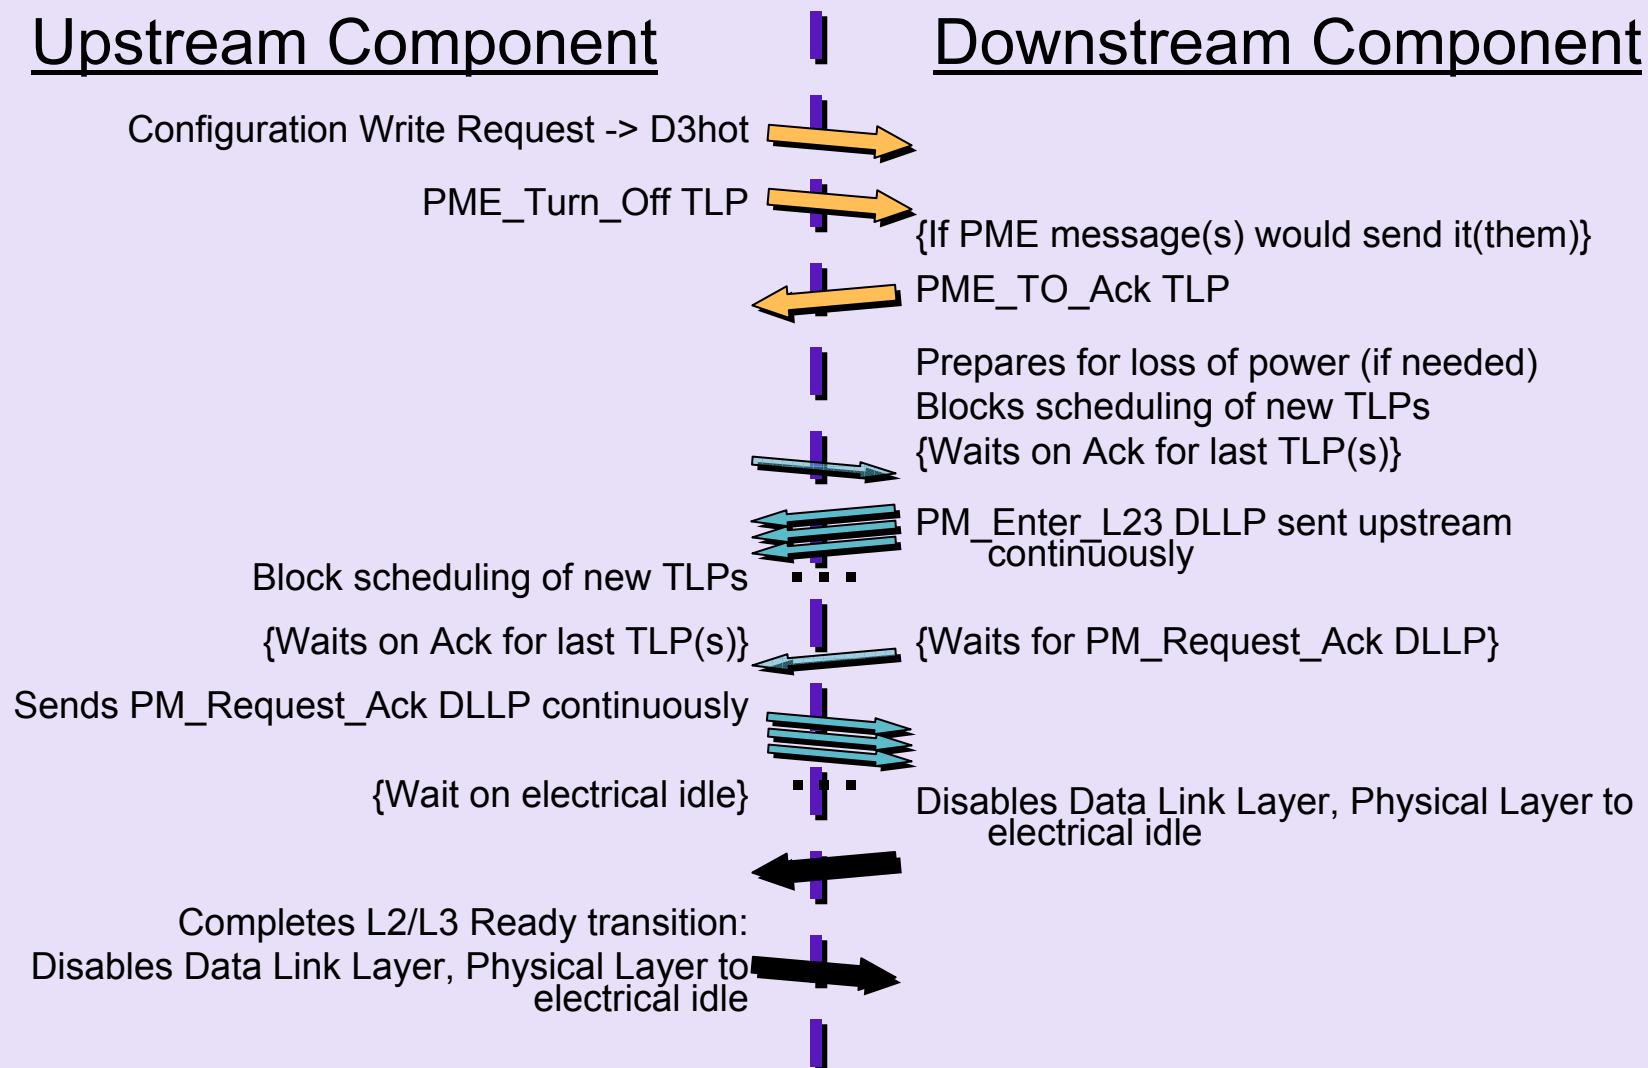 Upstream Component
Downstream Component
Configuration Write Request -> D3hot
PME_Turn_Off TLP
{If PME message(s) would send it(them)}
PME_TO_Ack TLP
Prepares for loss of power (if needed)
Blocks scheduling of new TLPs
{Waits on Ack for last TLP(s)}
PM_Enter_L23 DLLP sent upstream
continuously
Block scheduling of new TLPs
{Waits on Ack for last TLP(s)}
{Waits for PM_Request_Ack DLLP}
Sends PM_Request_Ack DLLP continuously
{Wait on electrical idle}
Disables Data Link Layer, Physical Layer to
electrical idle
Completes L2/L3 Ready transition:
Disables Data Link Layer, Physical Layer to
electrical idle